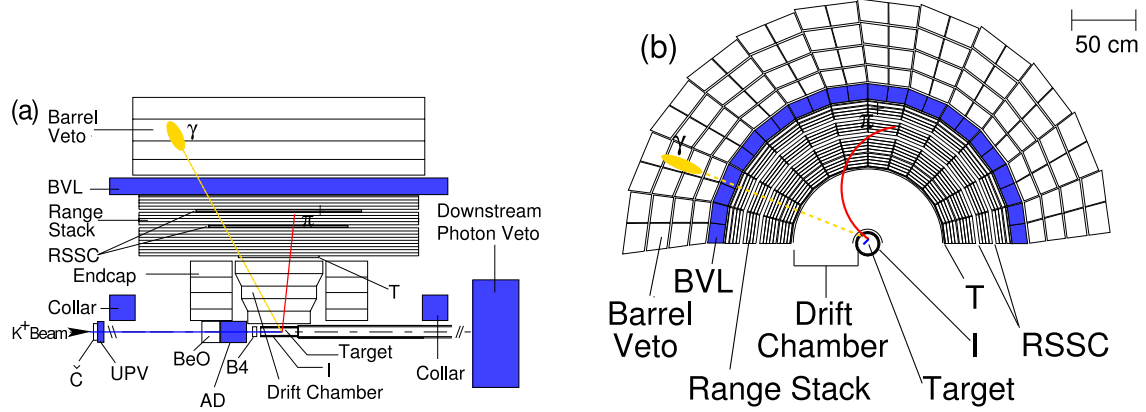 (a)
Barrel
Veto
γ
BVL
Range
Stack
π+
RSSC
Endcap
T
Downstream
Photon Veto
Collar
K+Beam
Č
UPV
BeO
AD
B4
Target
I
Drift Chamber
Collar
(b)
50 cm
π+
γ
BVL
Barrel
Veto
Range Stack
Drift
Chamber
Target
I
T
RSSC